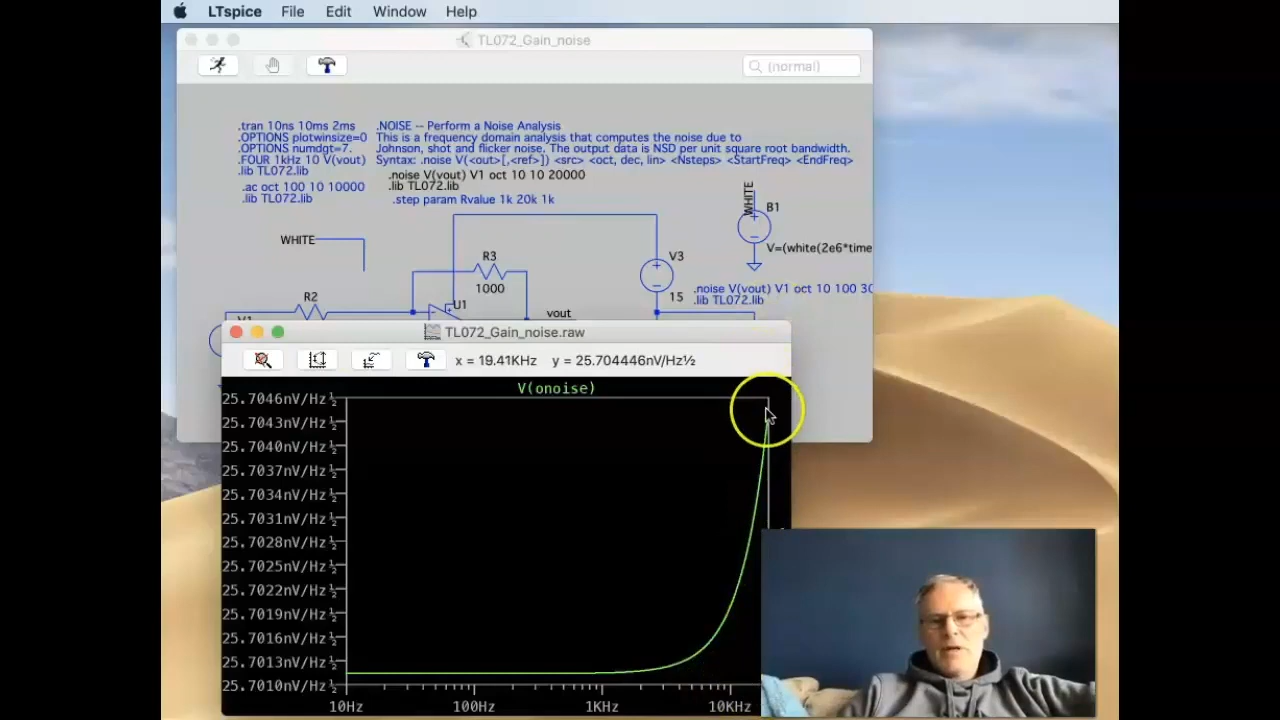 LTspice File Edit Window Help
TL072_Gain_noise
(normal)
.tran 10ns 10ms 2ms
.OPTIONS plotwinsize=0
.OPTIONS numdgt=7.
.FOUR 1kHz 10 V(vout)
.lib TL072.lib
.ac oct 100 10 10000
.lib TL072.lib
.NOISE -- Perform a Noise Analysis
This is a frequency domain analysis that computes the noise due to
Johnson, shot and flicker noise. The output data is NSD per unit square root bandwidth.
Syntax: .noise V(<out>[,<ref>]) <src> <oct, dec, lin> <Nsteps> <StartFreq> <EndFreq>
.noise V(vout) V1 oct 10 10 20000
.lib TL072.lib
.step param Rvalue 1k 20k 1k
WHITE
B1
V=(white(2e6*time
WHITE
R3
1000
V3
15
.noise V(vout) V1 oct 10 100 30
.lib TL072.lib
R2
U1
vout
V1
TL072_Gain_noise.raw
x = 19.41KHz y = 25.704446nV/Hz½
V(onoise)
25.7046nV/Hz½
25.7043nV/Hz½
25.7040nV/Hz½
25.7037nV/Hz½
25.7034nV/Hz½
25.7031nV/Hz½
25.7028nV/Hz½
25.7025nV/Hz½
25.7022nV/Hz½
25.7019nV/Hz½
25.7016nV/Hz½
25.7013nV/Hz½
25.7010nV/Hz½
10Hz 100Hz 1KHz 10KHz